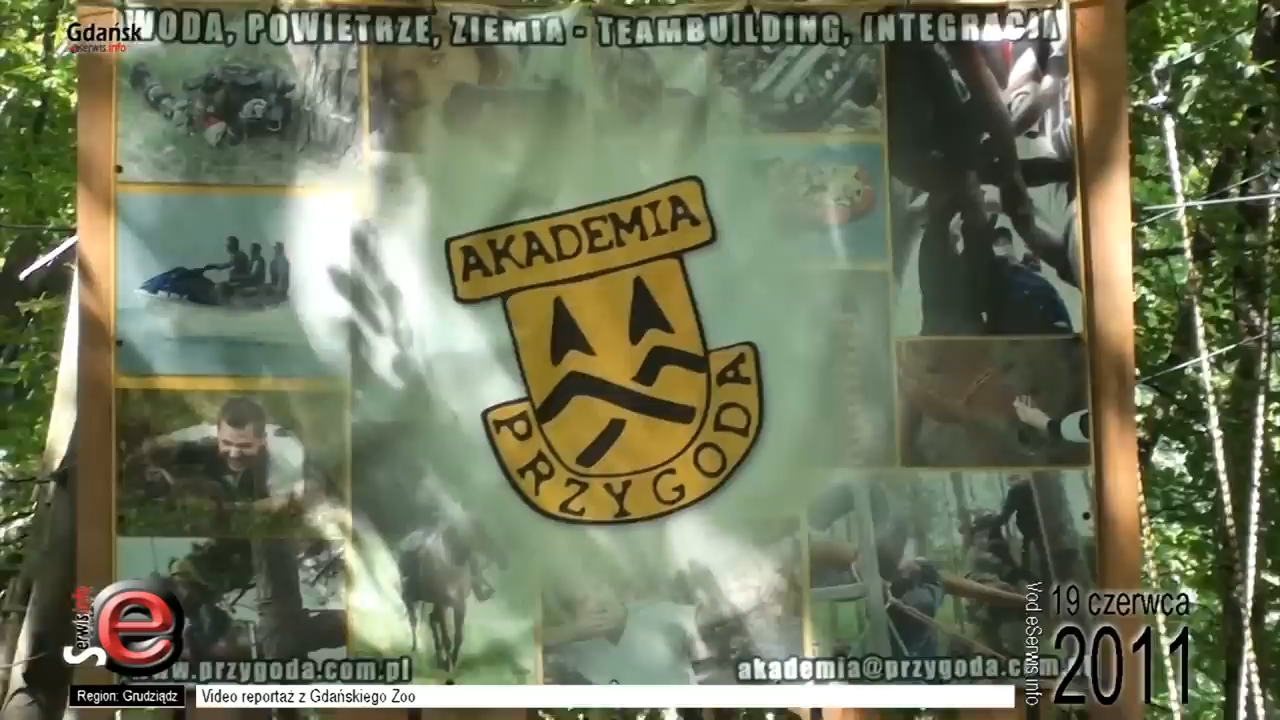 Gdańsk
eserwis.info
WODA, POWIETRZE, ZIEMIA - TEAMBUILDING, INTEGRACJA
AKADEMIA
PRZYGODA
www.przygoda.com.pl
akademia@przygoda.com.pl
serwis.info
e
Vod.eSerwis.info
19 czerwca
2011
Region: Grudziądz
Video reportaż z Gdańskiego Zoo